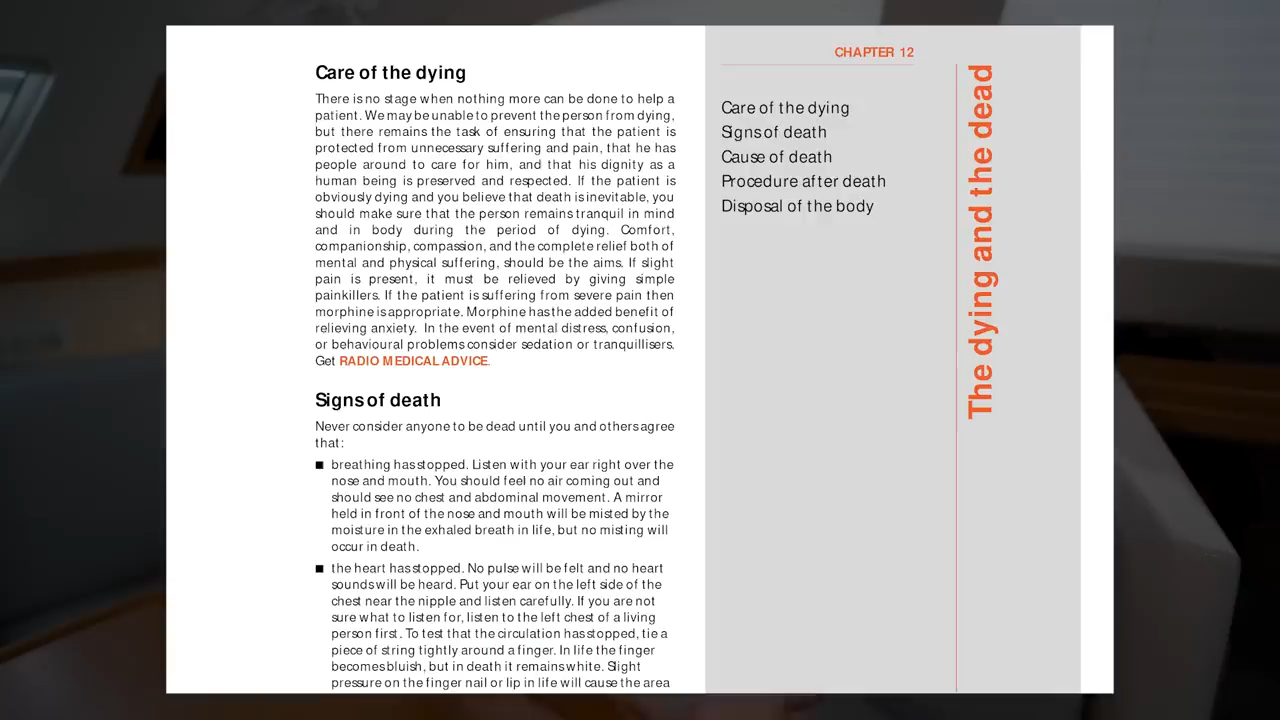 Care of the dying
There is no stage when nothing more can be done to help a
patient. We may be unable to prevent the person from dying,
but there remains the task of ensuring that the patient is
protected from unnecessary suffering and pain, that he has
people around to care for him, and that his dignity as a
human being is preserved and respected. If the patient is
obviously dying and you believe that death is inevitable, you
should make sure that the person remains tranquil in mind
and in body during the period of dying. Comfort,
companionship, compassion, and the complete relief both of
mental and physical suffering, should be the aims. If slight
pain is present, it must be relieved by giving simple
painkillers. If the patient is suffering from severe pain then
morphine is appropriate. Morphine has the added benefit of
relieving anxiety. In the event of mental distress, confusion,
or behavioural problems consider sedation or tranquillisers.
Get RADIO MEDICAL ADVICE.
Signs of death
Never consider anyone to be dead until you and others agree
that:
■ breathing has stopped. Listen with your ear right over the
nose and mouth. You should feel no air coming out and
should see no chest and abdominal movement. A mirror
held in front of the nose and mouth will be misted by the
moisture in the exhaled breath in life, but no misting will
occur in death.
■ the heart has stopped. No pulse will be felt and no heart
sounds will be heard. Put your ear on the left side of the
chest near the nipple and listen carefully. If you are not
sure what to listen for, listen to the left chest of a living
person first. To test that the circulation has stopped, tie a
piece of string tightly around a finger. In life the finger
becomes bluish, but in death it remains white. Slight
pressure on the finger nail or lip in life will cause the area
CHAPTER 12
Care of the dying
Signs of death
Cause of death
Procedure after death
Disposal of the body
The dying and the dead